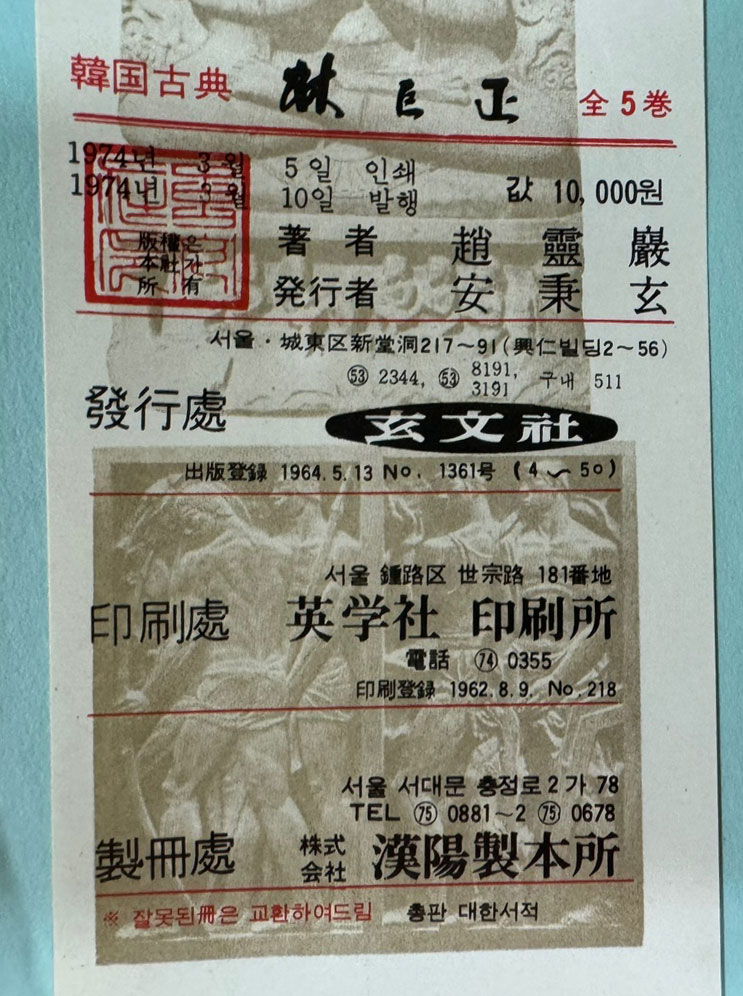 韓国古典 林巨正 全5巻
1974년 3월 5일 인쇄
1974년 3월 10일 발행 값 10,000원
版權은
本社가
所有
著者 趙靈巖
発行者 安秉玄
서울・城東区新堂洞217~91(興仁빌딩2~56)
㊼ 2344, ㊼ 8191, 3191 구내 511
發行處 玄文社
出版登録 1964.5.13 No. 1361号 (4~50)
서울 鍾路区 世宗路 181番地
印刷處 英学社 印刷所
電話 74 0355
印刷登録 1962.8.9. No.218
서울 서대문 충정로2가 78
TEL 75 0881~2 75 0678
製冊處 株式会社 漢陽製本所
※ 잘못된冊은 교환하여드림 총판 대한서적